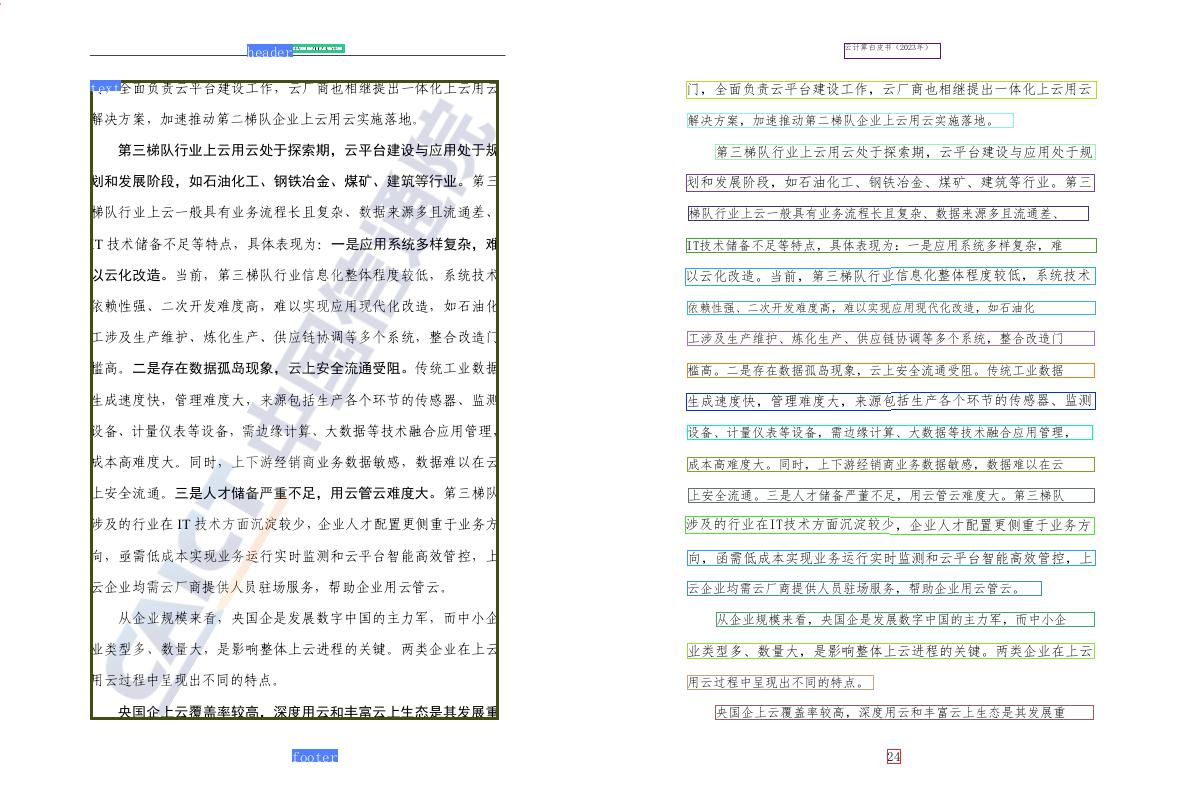 header
text
全面负责云平台建设工作，云厂商也相继提出一体化上云用云
解决方案，加速推动第二梯队企业上云用云实施落地。
第三梯队行业上云用云处于探索期，云平台建设与应用处于规
划和发展阶段，如石油化工、钢铁冶金、煤矿、建筑等行业。第三
梯队行业上云一般具有业务流程长且复杂、数据来源多且流通差、
IT 技术储备不足等特点，具体表现为：一是应用系统多样复杂，难
以云化改造。当前，第三梯队行业信息化整体程度较低，系统技术
依赖性强、二次开发难度高，难以实现应用现代化改造，如石油化
工涉及生产维护、炼化生产、供应链协调等多个系统，整合改造门
槛高。二是存在数据孤岛现象，云上安全流通受阻。传统工业数据
生成速度快，管理难度大，来源包括生产各个环节的传感器、监测
设备、计量仪表等设备，需边缘计算、大数据等技术融合应用管理，
成本高难度大。同时，上下游经销商业务数据敏感，数据难以在云
上安全流通。三是人才储备严重不足，用云管云难度大。第三梯队
涉及的行业在 IT 技术方面沉淀较少，企业人才配置更侧重于业务方
向，亟需低成本实现业务运行实时监测和云平台智能高效管控，上
云企业均需云厂商提供人员驻场服务，帮助企业用云管云。
从企业规模来看，央国企是发展数字中国的主力军，而中小企
业类型多、数量大，是影响整体上云进程的关键。两类企业在上云
用云过程中呈现出不同的特点。
央国企上云覆盖率较高，深度用云和丰富云上生态是其发展重
footer
云计算白皮书（2023年）
门，全面负责云平台建设工作，云厂商也相继提出一体化上云用云
解决方案，加速推动第二梯队企业上云用云实施落地。
第三梯队行业上云用云处于探索期，云平台建设与应用处于规
划和发展阶段，如石油化工、钢铁冶金、煤矿、建筑等行业。第三
梯队行业上云一般具有业务流程长且复杂、数据来源多且流通差、
IT技术储备不足等特点，具体表现为：一是应用系统多样复杂，难
以云化改造。当前，第三梯队行业信息化整体程度较低，系统技术
依赖性强、二次开发难度高，难以实现应用现代化改造，如石油化
工涉及生产维护、炼化生产、供应链协调等多个系统，整合改造门
槛高。二是存在数据孤岛现象，云上安全流通受阻。传统工业数据
生成速度快，管理难度大，来源包括生产各个环节的传感器、监测
设备、计量仪表等设备，需边缘计算、大数据等技术融合应用管理，
成本高难度大。同时，上下游经销商业务数据敏感，数据难以在云
上安全流通。三是人才储备严董不足，用云管云难度大。第三梯队
涉及的行业在IT技术方面沉淀较少，企业人才配置更侧重于业务方
向，函需低成本实现业务运行实时监测和云平台智能高效管控，上
云企业均需云厂商提供人员驻场服务，帮助企业用云管云。
从企业规模来看，央国企是发展数字中国的主力军，而中小企
业类型多、数量大，是影响整体上云进程的关键。两类企业在上云
用云过程中呈现出不同的特点。
央国企上云覆盖率较高，深度用云和丰富云上生态是其发展重
24
CAICT 中国信通院